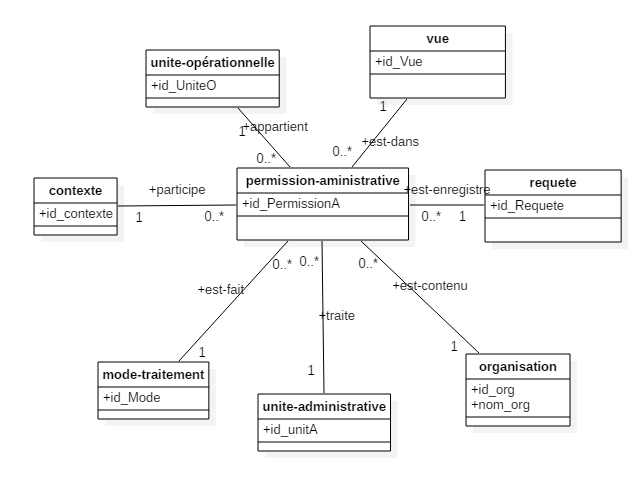 vue
+id_Vue
unite-opérationnelle
+id_UniteO
1
1
+appartient
+est-dans
0..*
0..*
contexte
+id_contexte
+participe
1
0..*
permission-aministrative
+id_PermissionA
+est-enregistre
0..*
1
requete
+id_Requete
0..*
0..*
0..*
+est-fait
+est-contenu
+traite
1
1
1
mode-traitement
+id_Mode
unite-administrative
+id_unitA
organisation
+id_org
+nom_org